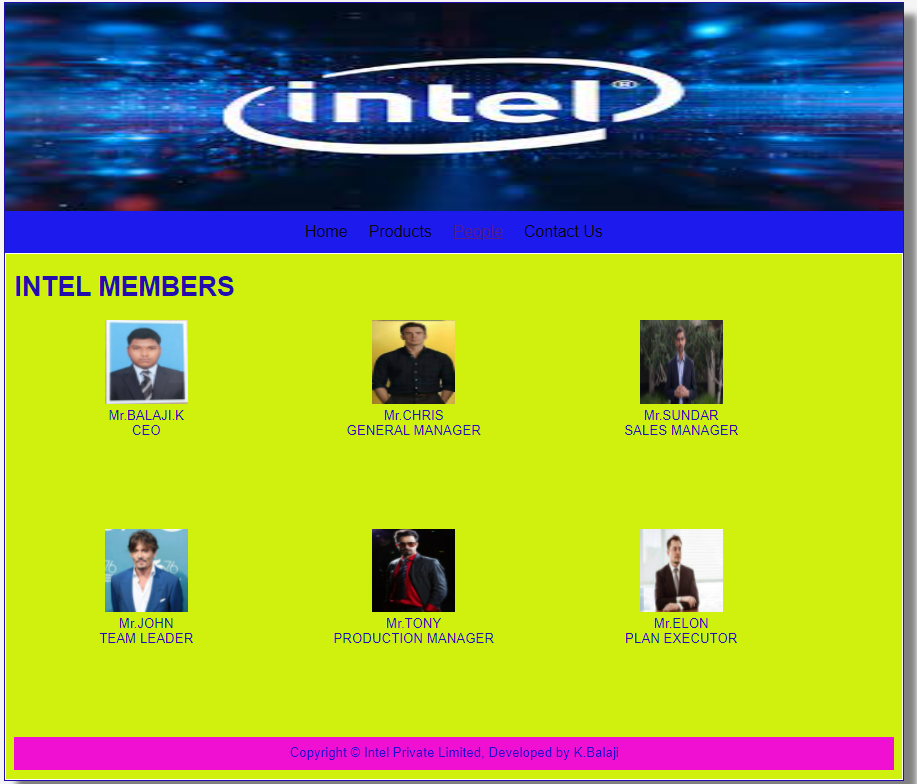 intel®
Home Products People Contact Us
INTEL MEMBERS
Mr.BALAJI.K Mr.CHRIS Mr.SUNDAR
CEO GENERAL MANAGER SALES MANAGER
76
Mr.JOHN Mr.TONY Mr.ELON
TEAM LEADER PRODUCTION MANAGER PLAN EXECUTOR
Copyright © Intel Private Limited, Developed by K.Balaji